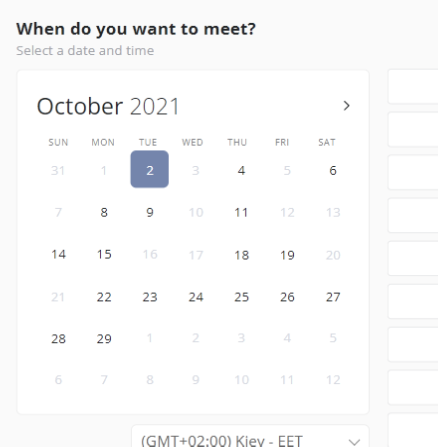 When do you want to meet?
Select a date and time
October 2021
SUN MON TUE WED THU FRI SAT
31 1 2 3 4 5 6
7 8 9 10 11 12 13
14 15 16 17 18 19 20
21 22 23 24 25 26 27
28 29 1 2 3 4 5
6 7 8 9 10 11 12
(GMT+02:00) Kiev - EET